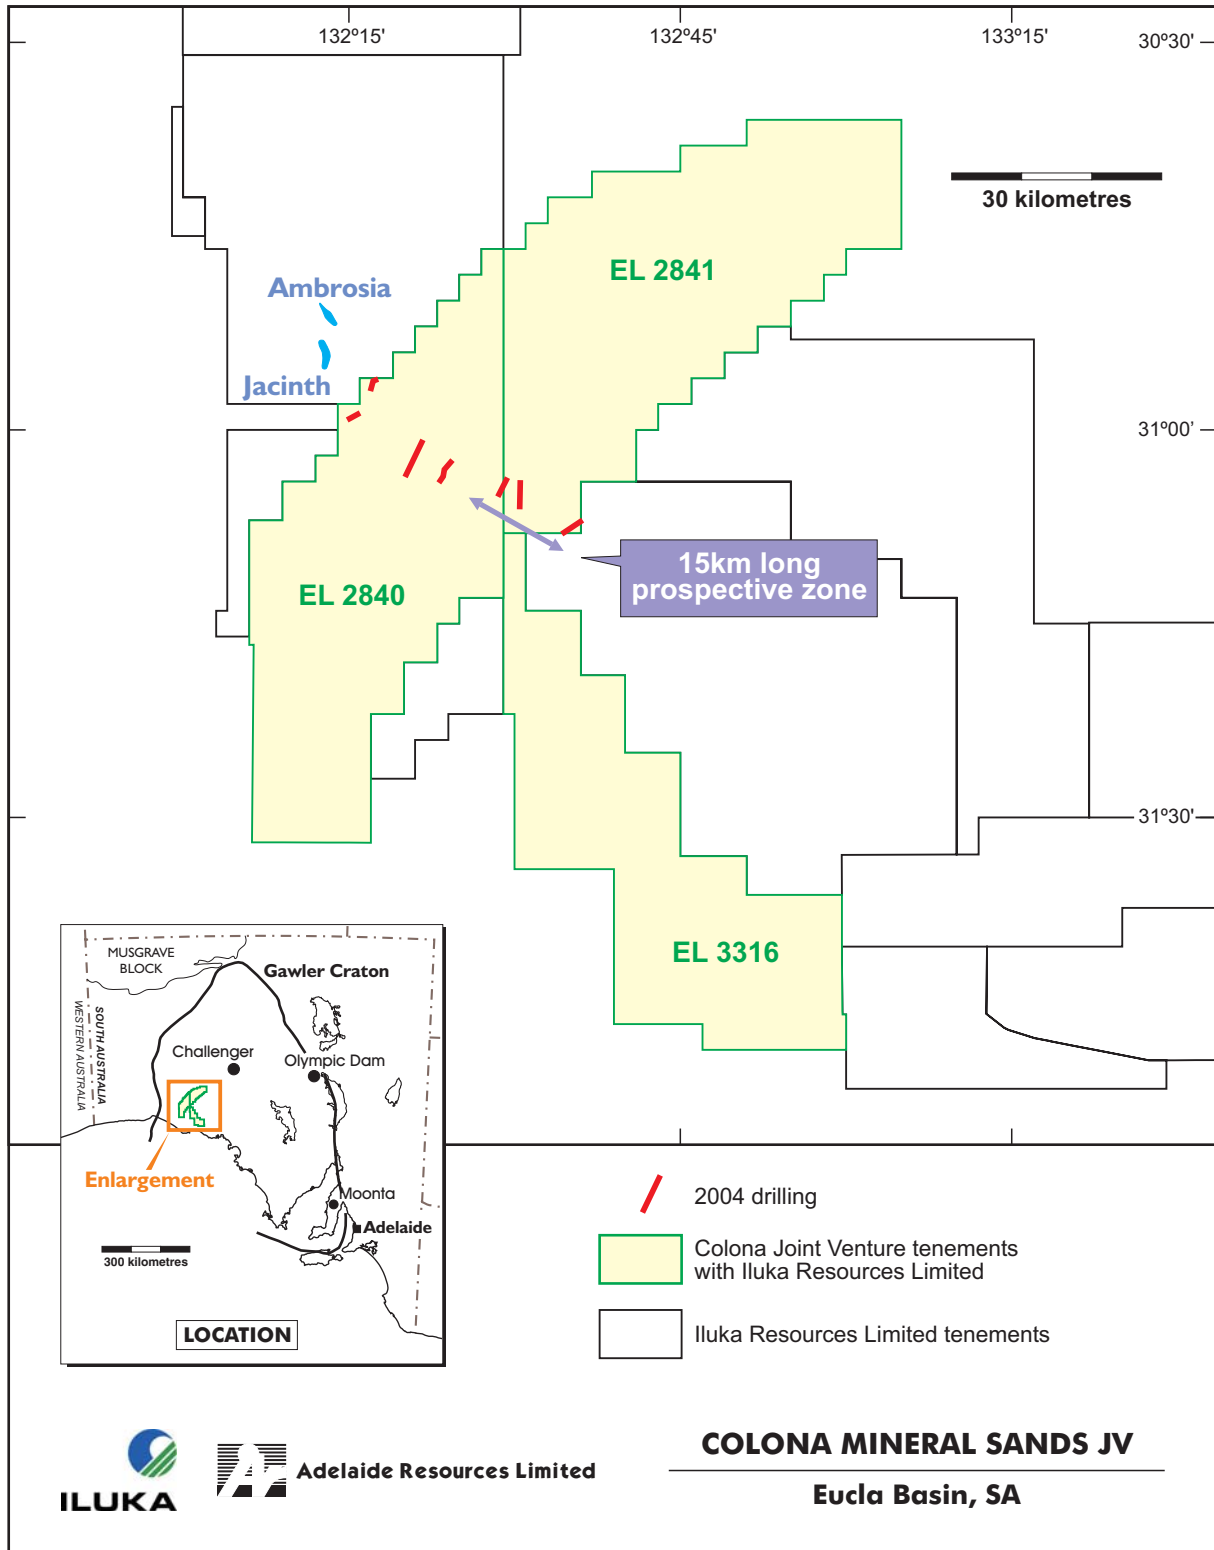 132º15'
132º45'
133º15'
30º30'
30 kilometres
EL 2841
Ambrosia
Jacinth
31º00'
15km long
prospective zone
EL 2840
31º30'
EL 3316
MUSGRAVE
BLOCK
Gawler Craton
SOUTH AUSTRALIA
WESTERN AUSTRALIA
Challenger
Olympic Dam
Enlargement
Moonta
Adelaide
300 kilometres
LOCATION
2004 drilling
Colona Joint Venture tenements
with Iluka Resources Limited
Iluka Resources Limited tenements
ILUKA
Adelaide Resources Limited
COLONA MINERAL SANDS JV
Eucla Basin, SA